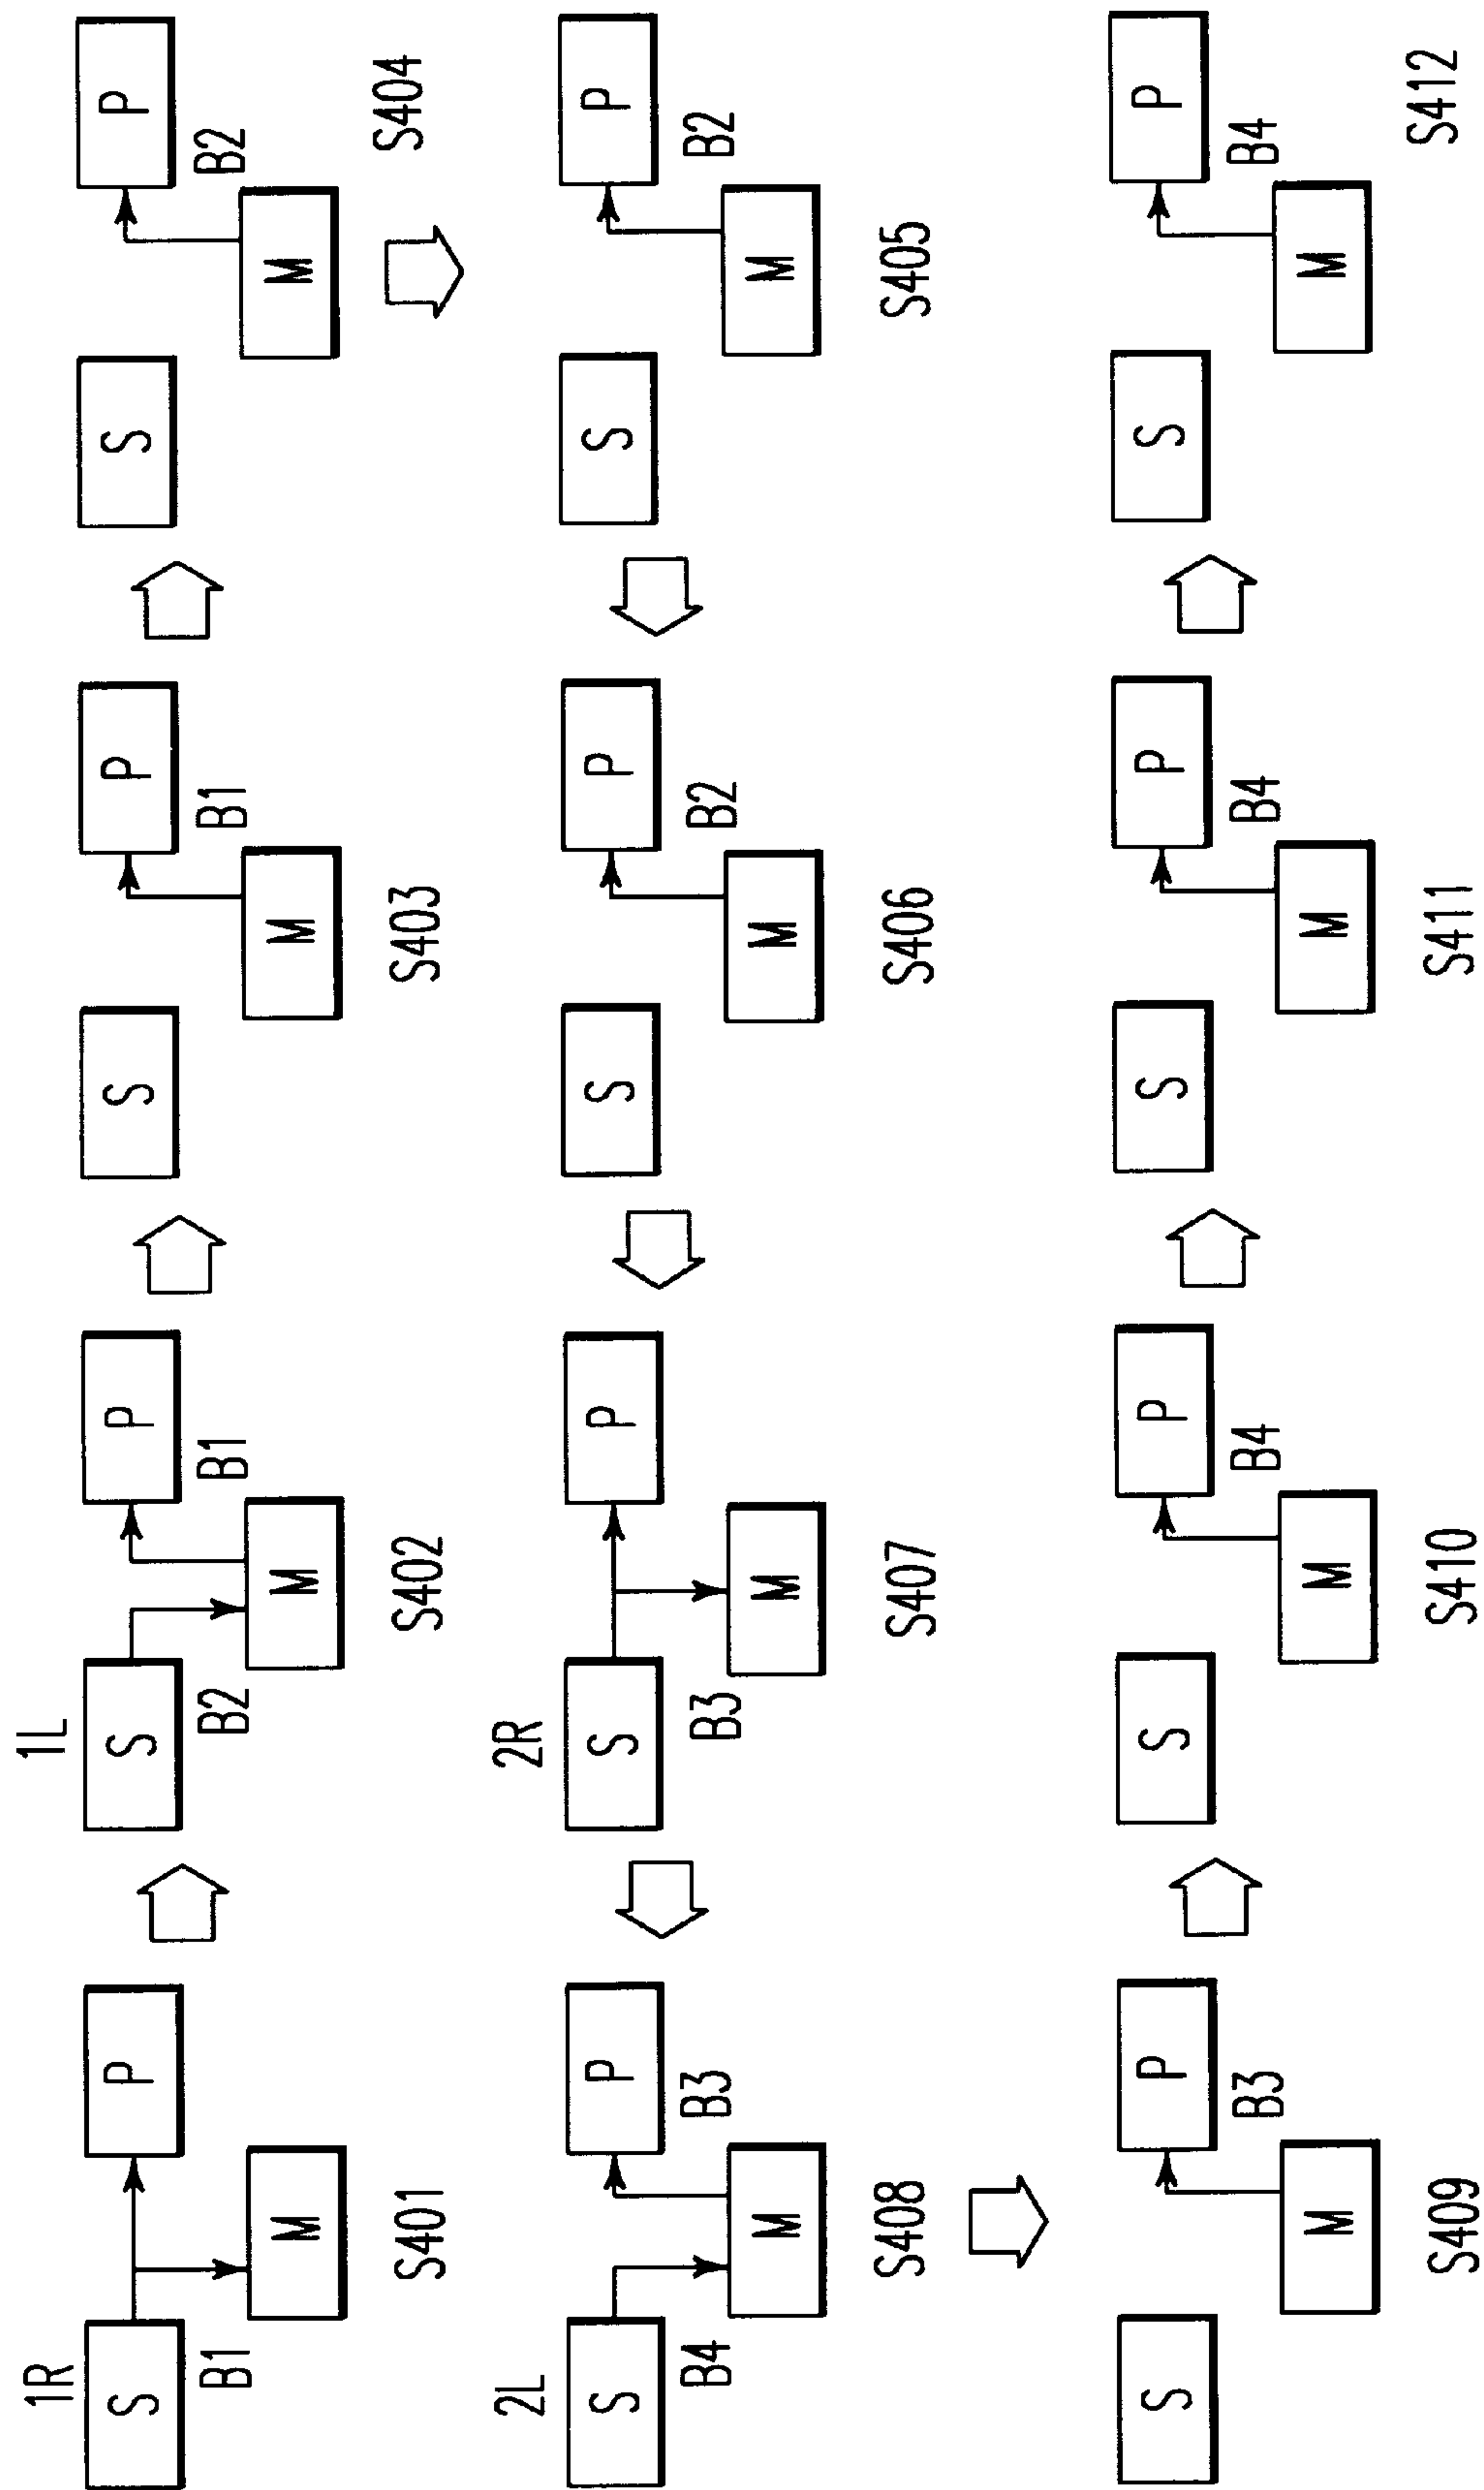 1R 1L
S P S P S P S P
B1 B2 B1 B1 B2
M M M M
S401 S402 S403 S404
2L 2R
S P S P S P S P
B4 B3 B3 B2 B2
M M M M
S408 S407 S406 S405
S P S P S P S P
B3 B4 B4 B4
M M M M
S409 S410 S411 S412